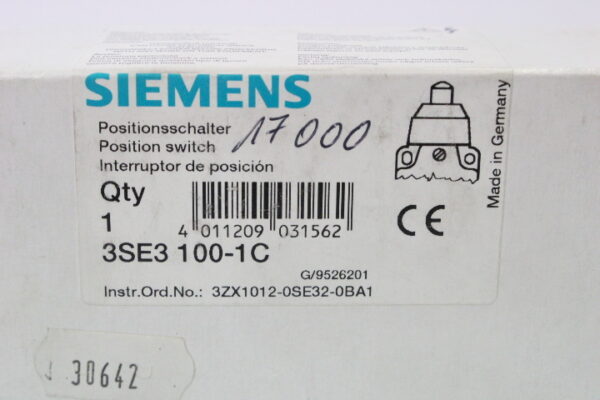 SIEMENS
Positionsschalter
Position switch 17000
Interruptor de posición
Made in Germany
Qty
1
4 011209 031562
CE
3SE3 100-1C
G/9526201
Instr.Ord.No.: 3ZX1012-0SE32-0BA1
30642